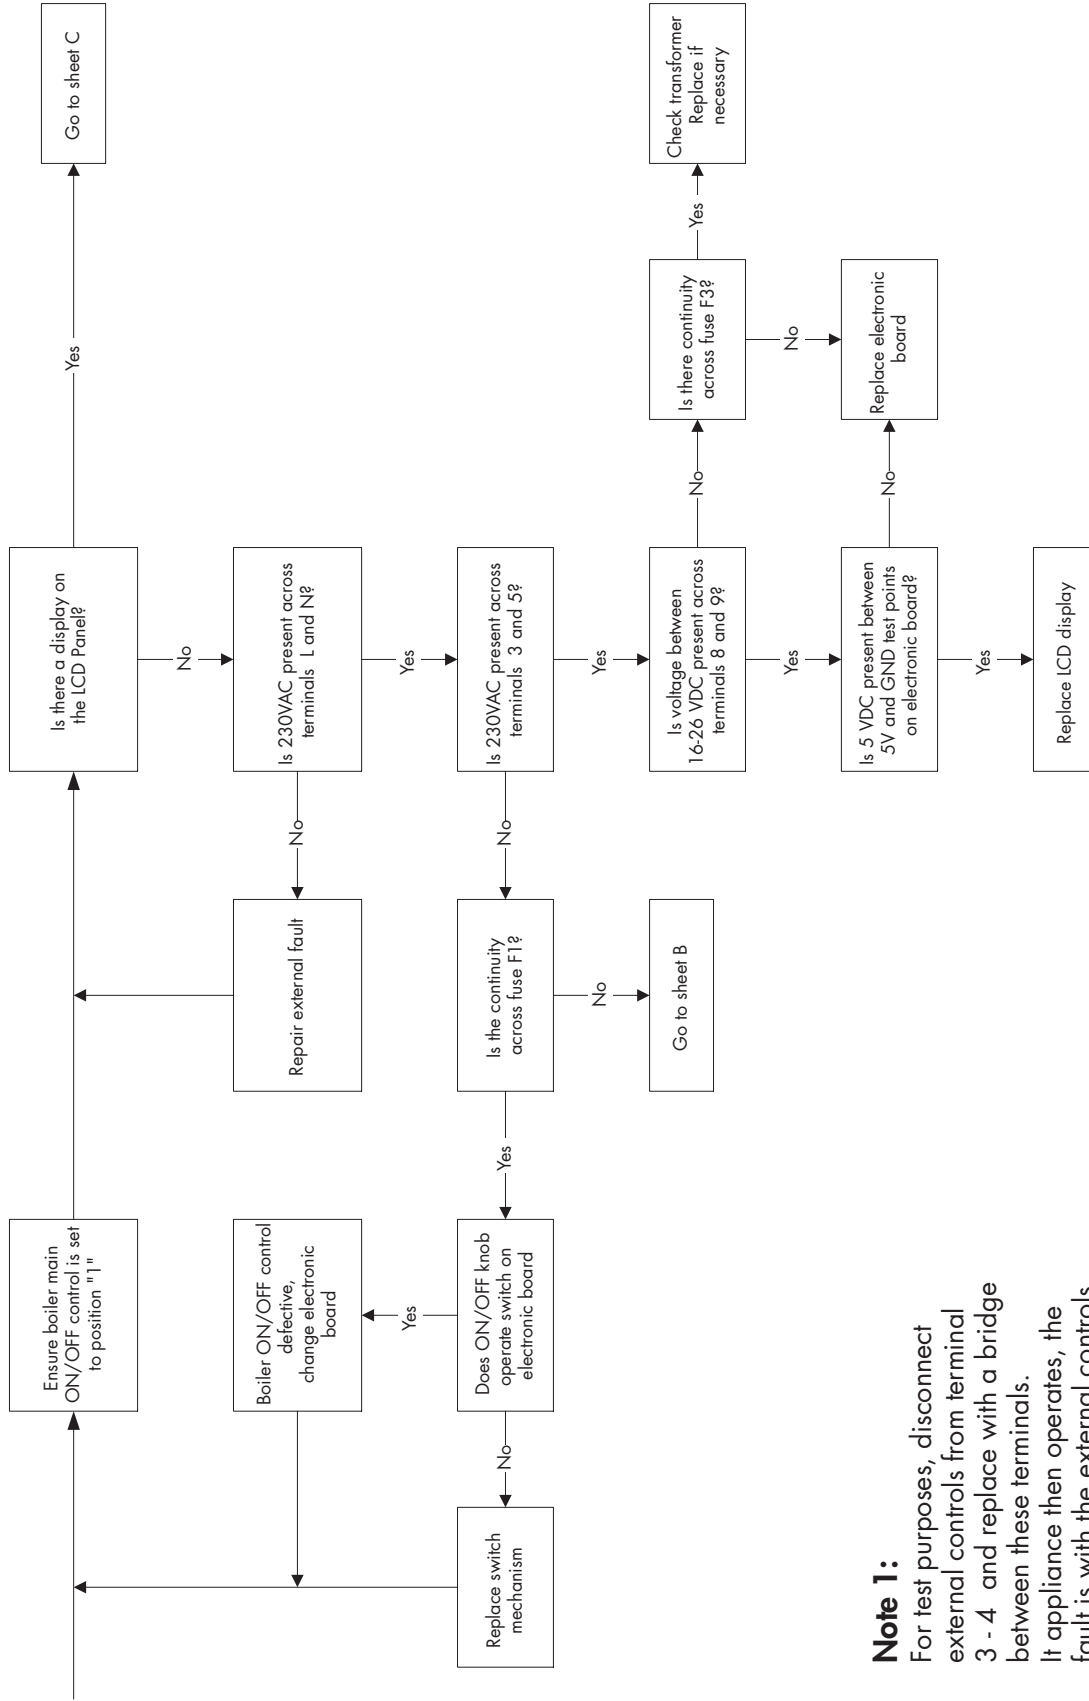 Ensure boiler main
ON/OFF control is set
to position "1"
Is there a display on
the LCD Panel?
Yes
Go to sheet C
No
Boiler ON/OFF control
defective,
change electronic
board
Repair external fault
No
Is 230VAC present across
terminals L and N?
Yes
Yes
Replace switch
mechanism
No
Does ON/OFF knob
operate switch on
electronic board
Yes
Is the continuity
across fuse F1?
No
Is 230VAC present across
terminals 3 and 5?
No
Yes
Go to sheet B
Is voltage between
16-26 VDC present across
terminals 8 and 9?
No
Is there continuity
across fuse F3?
Yes
Check transformer
Replace if
necessary
Yes
No
Is 5 VDC present between
5V and GND test points
on electronic board?
No
Replace electronic
board
Yes
Replace LCD display
Note 1:
For test purposes, disconnect
external controls from terminal
3 - 4 and replace with a bridge
between these terminals.
It appliance then operates, the
fault is with the external controls